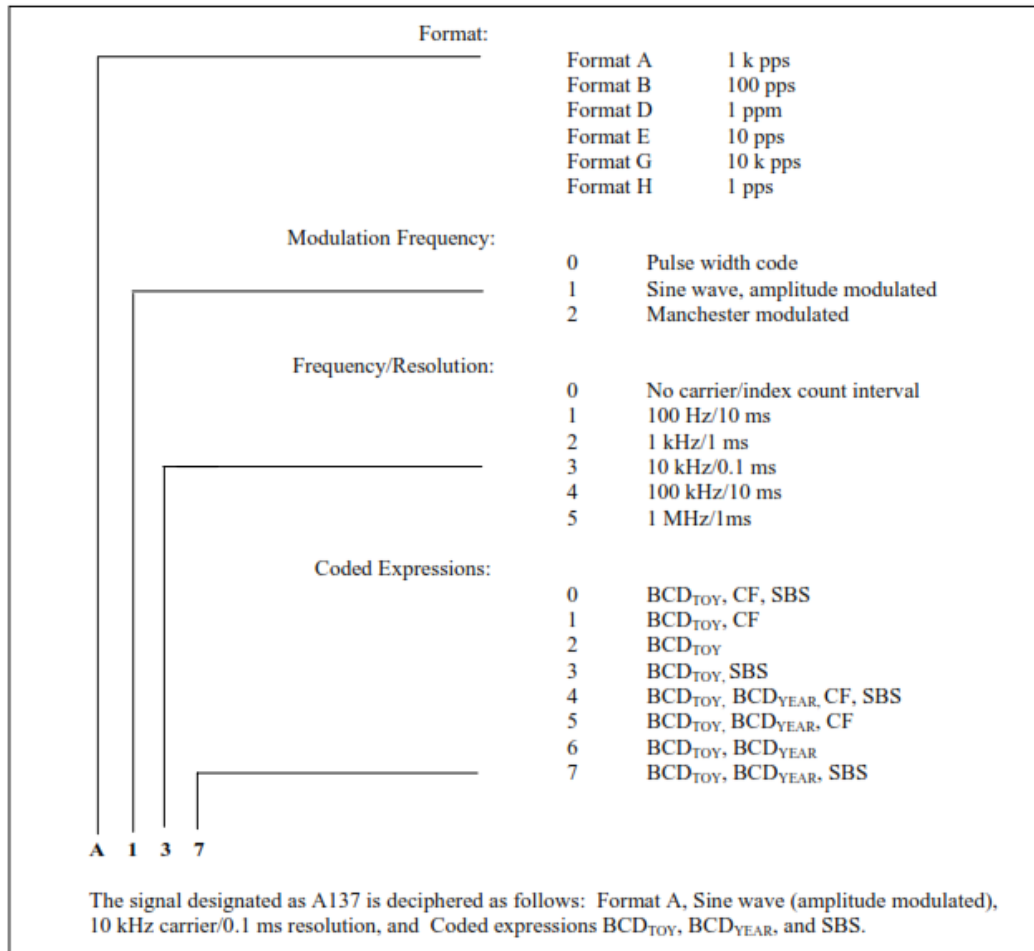 Format:
Format A 1 k pps
Format B 100 pps
Format D 1 ppm
Format E 10 pps
Format G 10 k pps
Format H 1 pps
Modulation Frequency:
0 Pulse width code
1 Sine wave, amplitude modulated
2 Manchester modulated
Frequency/Resolution:
0 No carrier/index count interval
1 100 Hz/10 ms
2 1 kHz/1 ms
3 10 kHz/0.1 ms
4 100 kHz/10 ms
5 1 MHz/1ms
Coded Expressions:
0 BCDTOY, CF, SBS
1 BCDTOY, CF
2 BCDTOY
3 BCDTOY, SBS
4 BCDTOY, BCDYEAR, CF, SBS
5 BCDTOY, BCDYEAR, CF
6 BCDTOY, BCDYEAR
7 BCDTOY, BCDYEAR, SBS
A 1 3 7
The signal designated as A137 is deciphered as follows: Format A, Sine wave (amplitude modulated),
10 kHz carrier/0.1 ms resolution, and Coded expressions BCDTOY, BCDYEAR, and SBS.